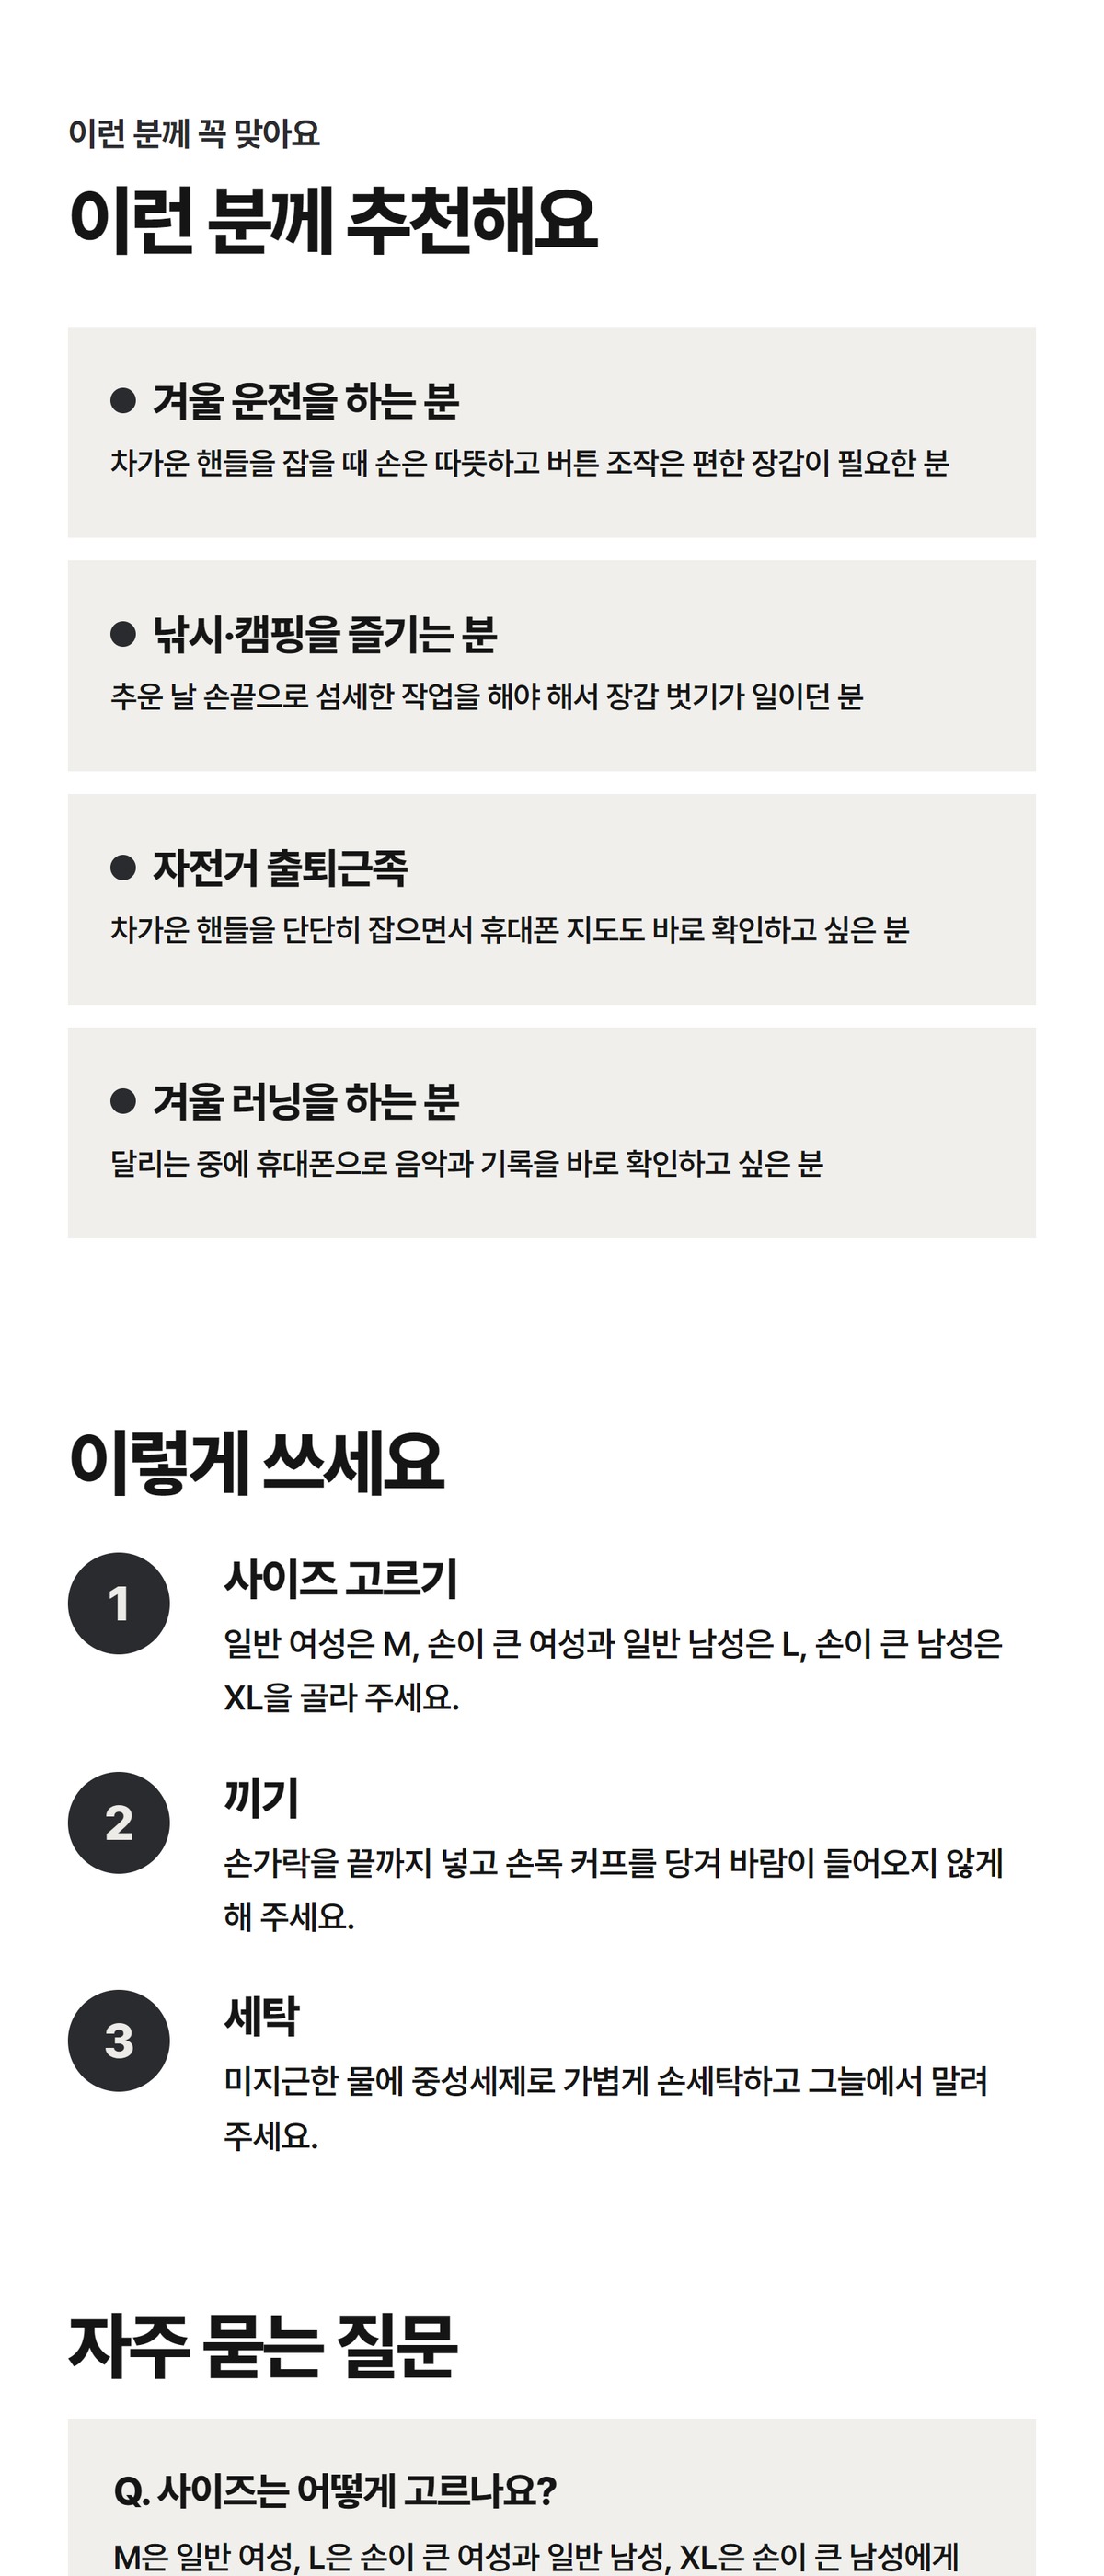 이런 분께 꼭 맞아요
이런 분께 추천해요
겨울 운전을 하는 분
차가운 핸들을 잡을 때 손은 따뜻하고 버튼 조작은 편한 장갑이 필요한 분
낚시·캠핑을 즐기는 분
추운 날 손끝으로 섬세한 작업을 해야 해서 장갑 벗기가 일이던 분
자전거 출퇴근족
차가운 핸들을 단단히 잡으면서 휴대폰 지도도 바로 확인하고 싶은 분
겨울 러닝을 하는 분
달리는 중에 휴대폰으로 음악과 기록을 바로 확인하고 싶은 분
이렇게 쓰세요
1
사이즈 고르기
일반 여성은 M, 손이 큰 여성과 일반 남성은 L, 손이 큰 남성은
XL을 골라 주세요.
2
끼기
손가락을 끝까지 넣고 손목 커프를 당겨 바람이 들어오지 않게
해 주세요.
3
세탁
미지근한 물에 중성세제로 가볍게 손세탁하고 그늘에서 말려
주세요.
자주 묻는 질문
Q. 사이즈는 어떻게 고르나요?
M은 일반 여성, L은 손이 큰 여성과 일반 남성, XL은 손이 큰 남성에게